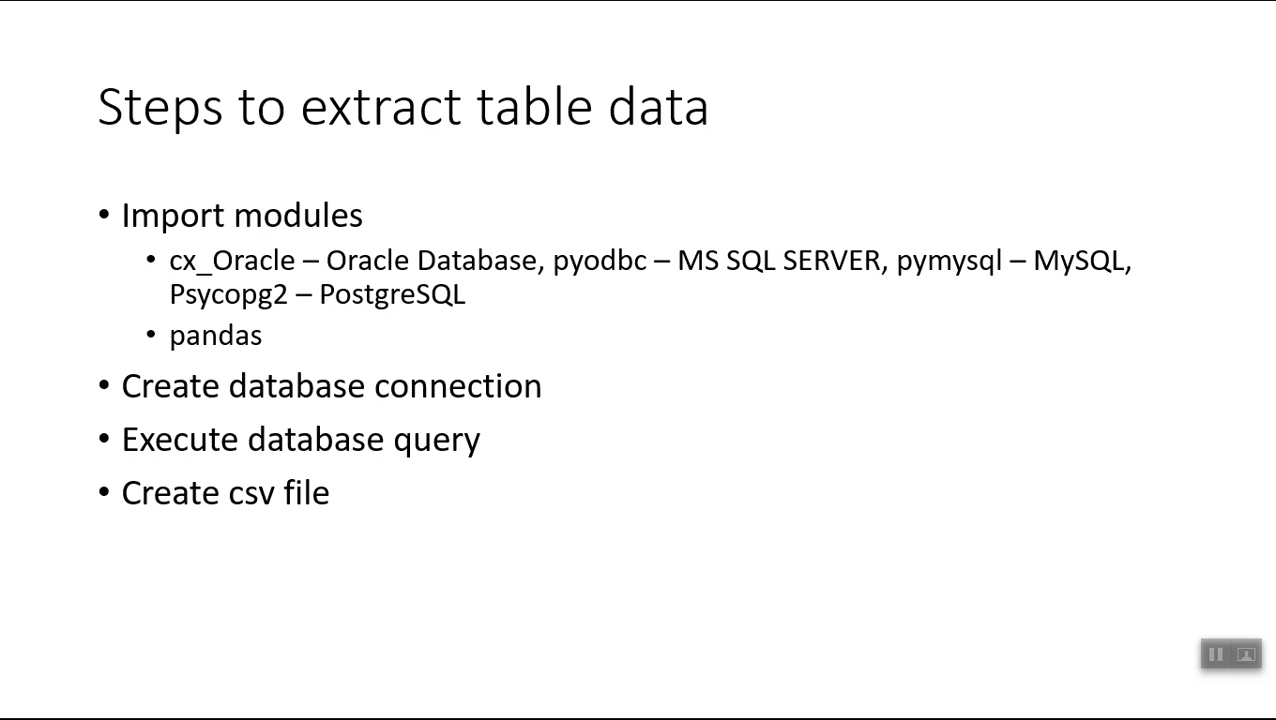 Steps to extract table data
• Import modules
• cx_Oracle – Oracle Database, pyodbc – MS SQL SERVER, pymysql – MySQL,
Psycopg2 – PostgreSQL
• pandas
• Create database connection
• Execute database query
• Create csv file